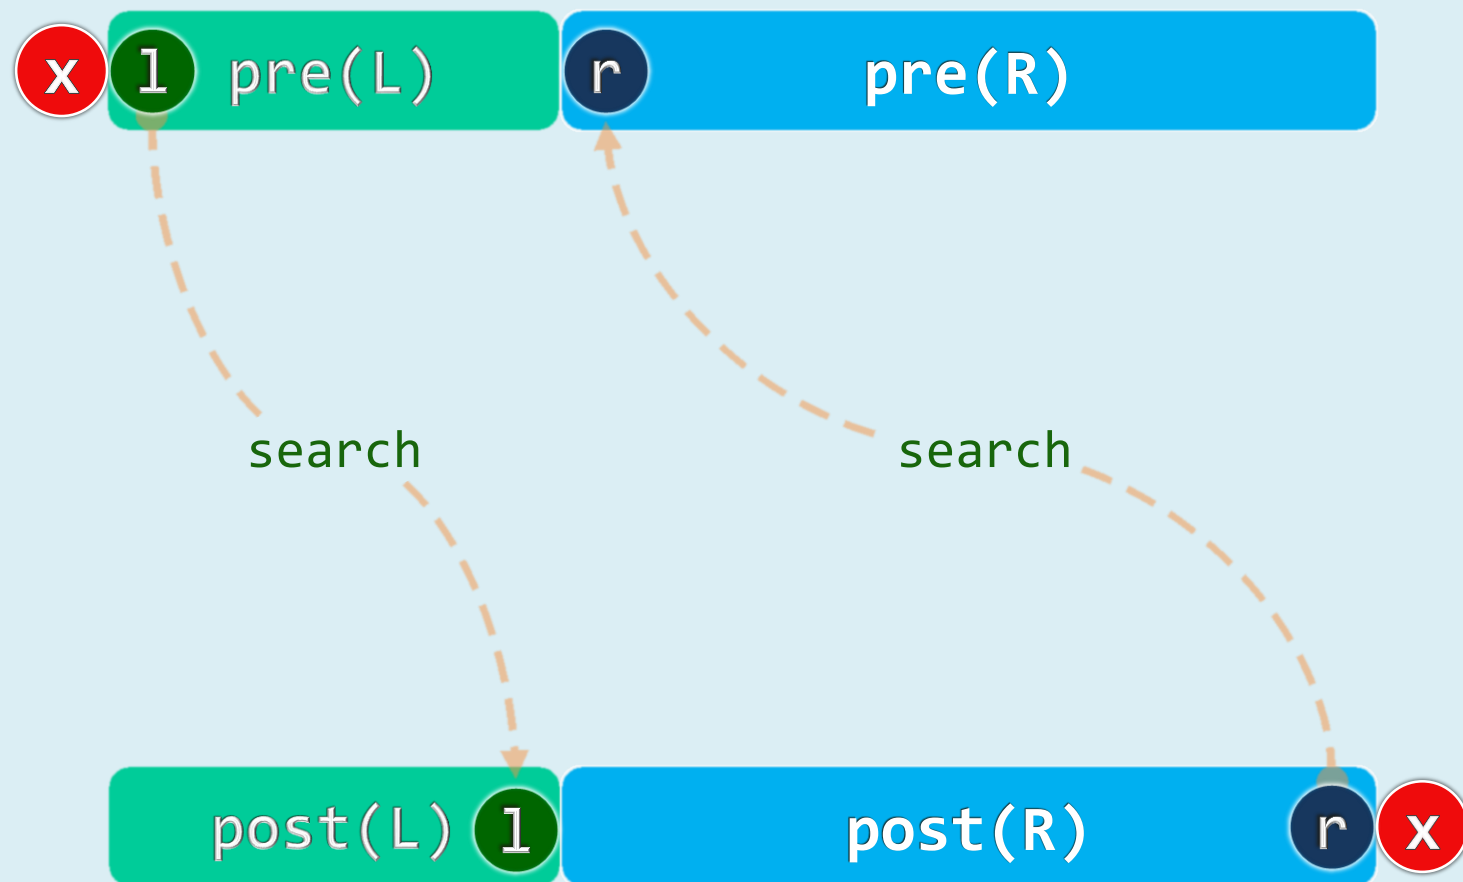 x l pre(L) r pre(R)
search search
post(L) l post(R) r x